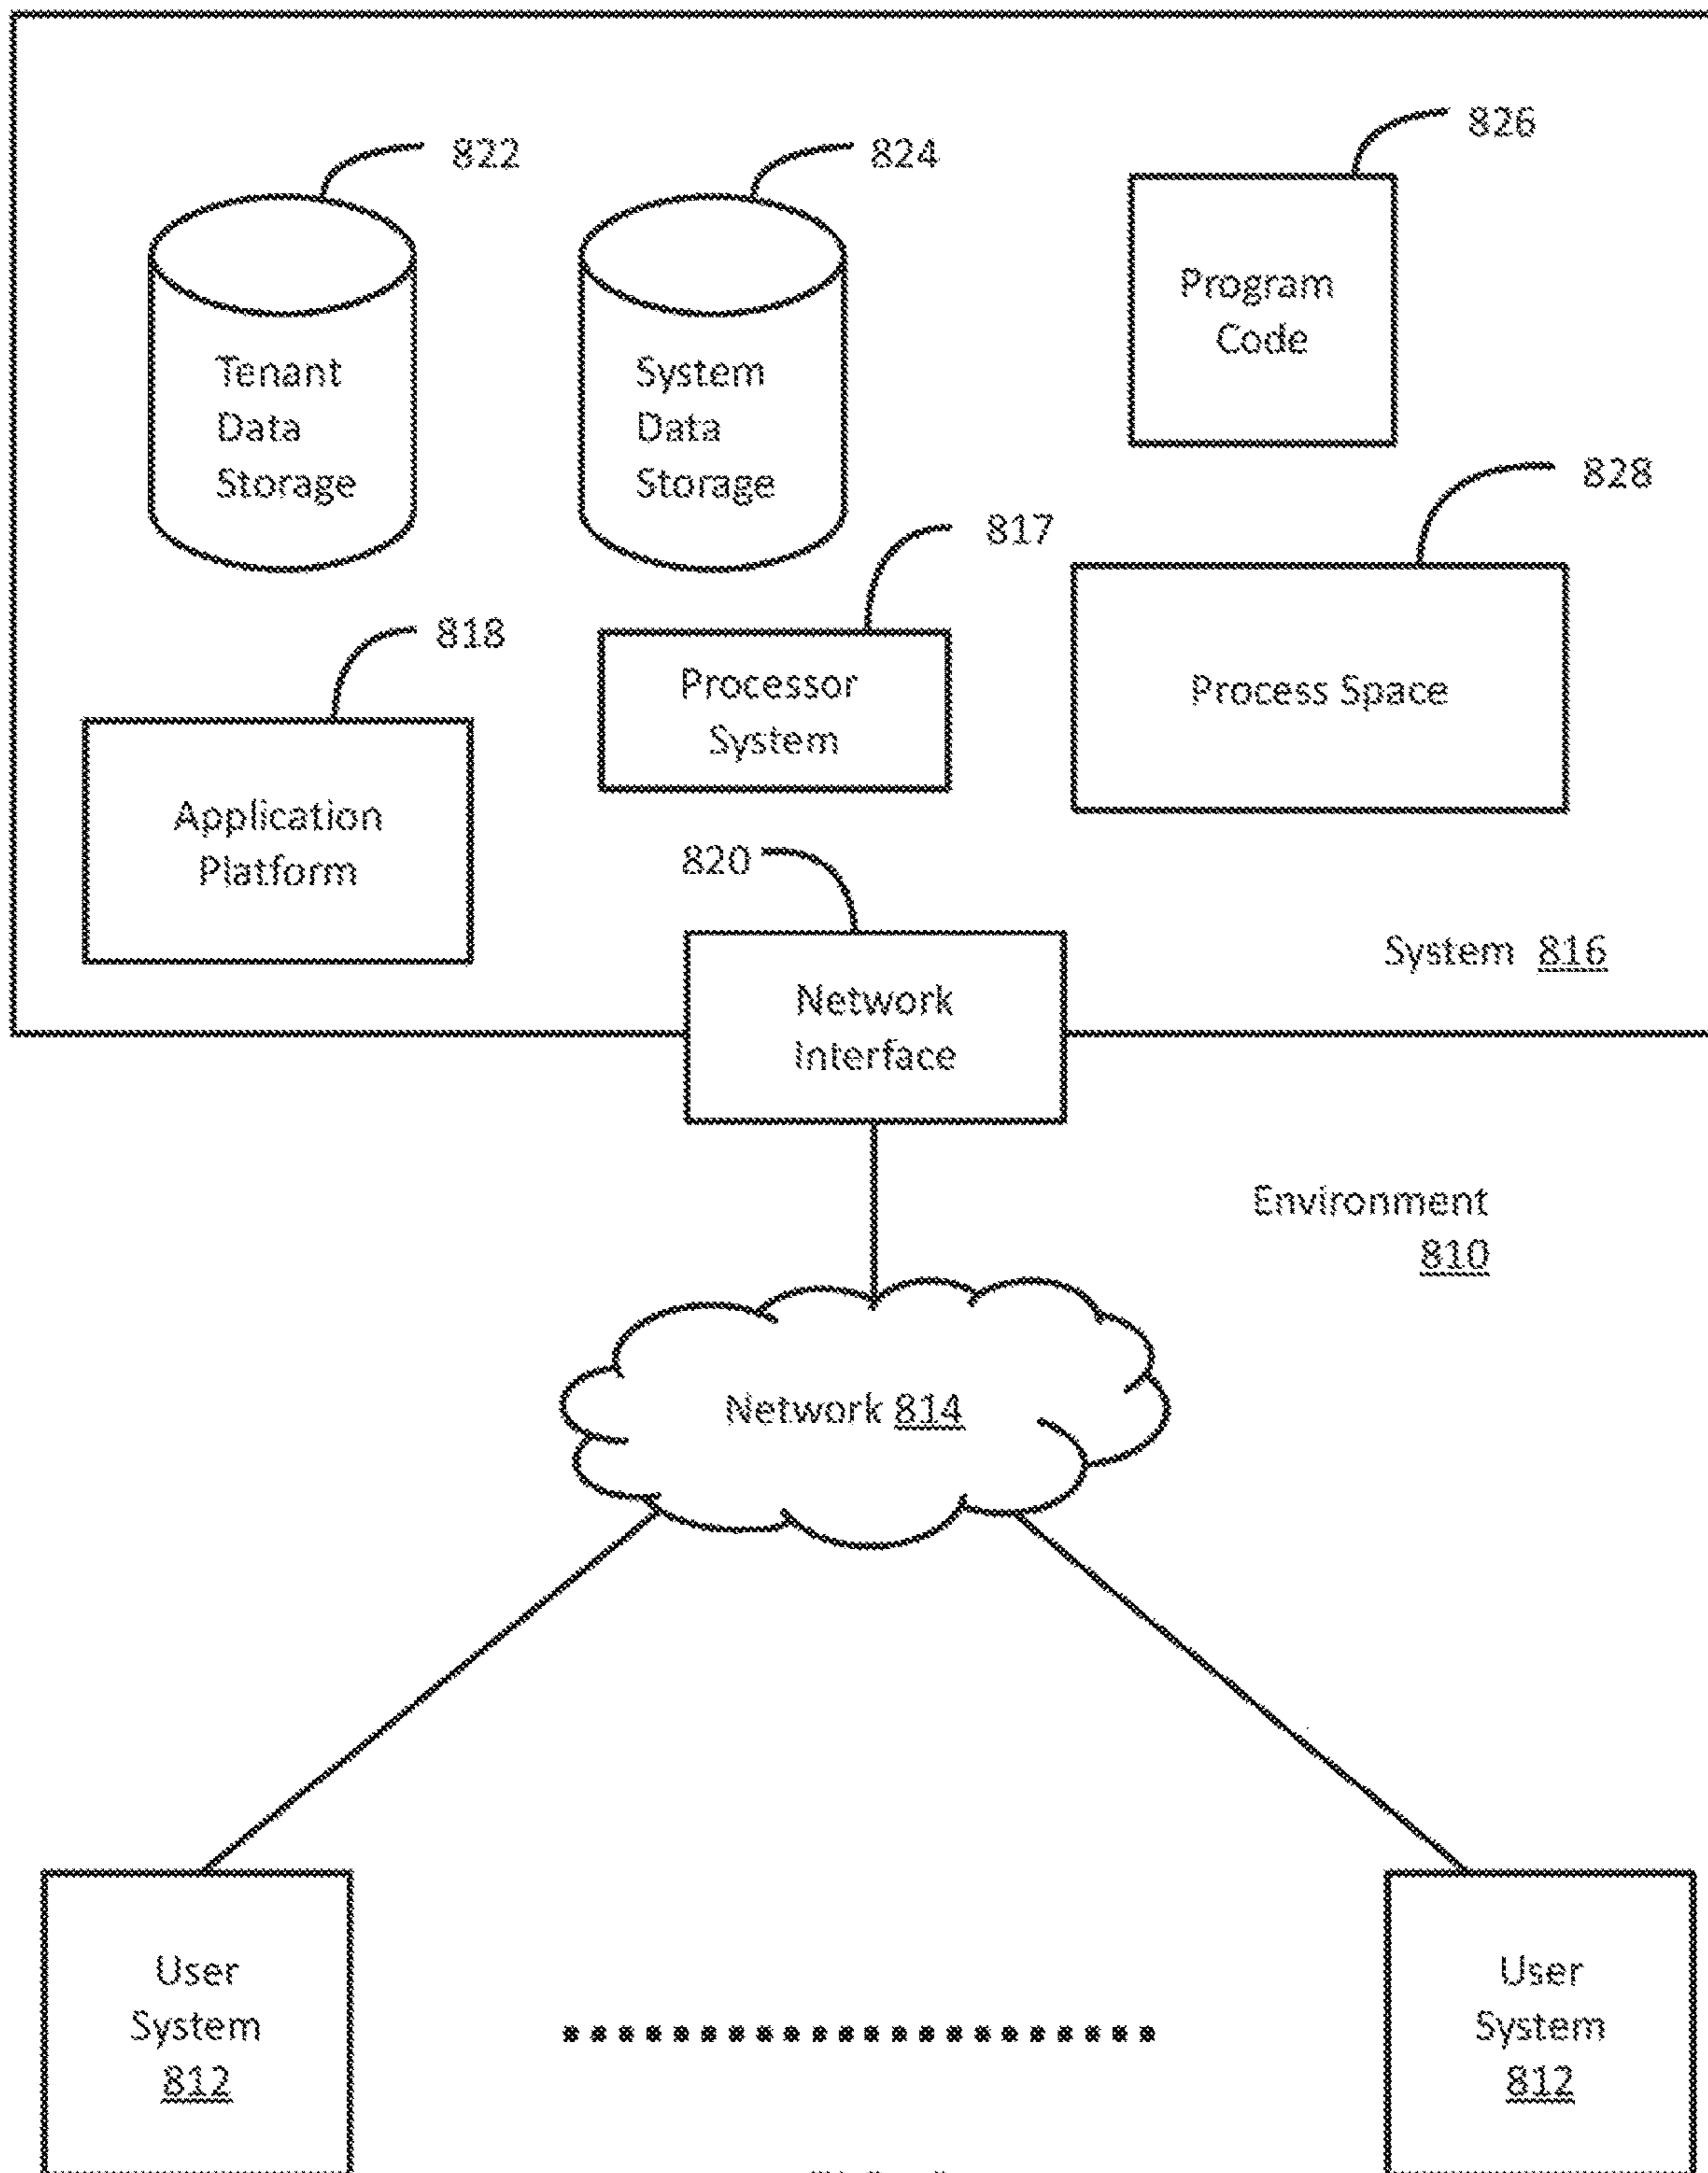 822
824
826
Tenant
Data
Storage
System
Data
Storage
Program
Code
828
817
818
Processor
System
Process Space
Application
Platform
820
System 816
Network
Interface
Environment
810
Network 814
User
System
812
User
System
812